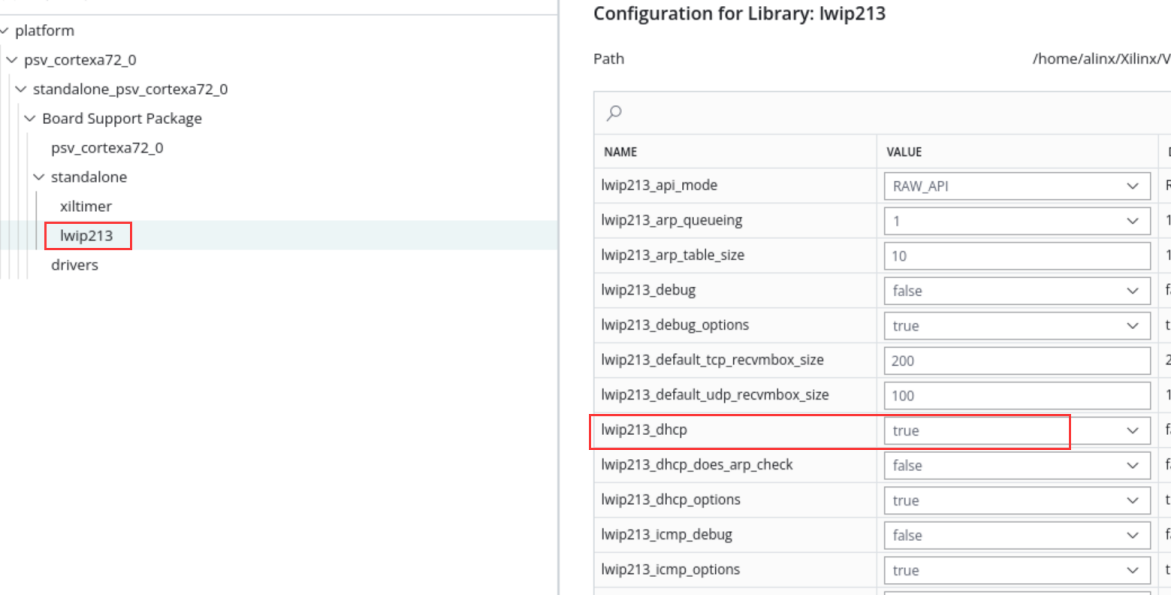 platform
psv_cortexa72_0
standalone_psv_cortexa72_0
Board Support Package
psv_cortexa72_0
standalone
xiltimer
lwip213
drivers
Configuration for Library: lwip213
Path /home/alinx/Xilinx/V
NAME VALUE
lwip213_api_mode RAW_API
lwip213_arp_queueing 1
lwip213_arp_table_size 10
lwip213_debug false
lwip213_debug_options true
lwip213_default_tcp_recvmbox_size 200
lwip213_default_udp_recvmbox_size 100
lwip213_dhcp true
lwip213_dhcp_does_arp_check false
lwip213_dhcp_options true
lwip213_icmp_debug false
lwip213_icmp_options true